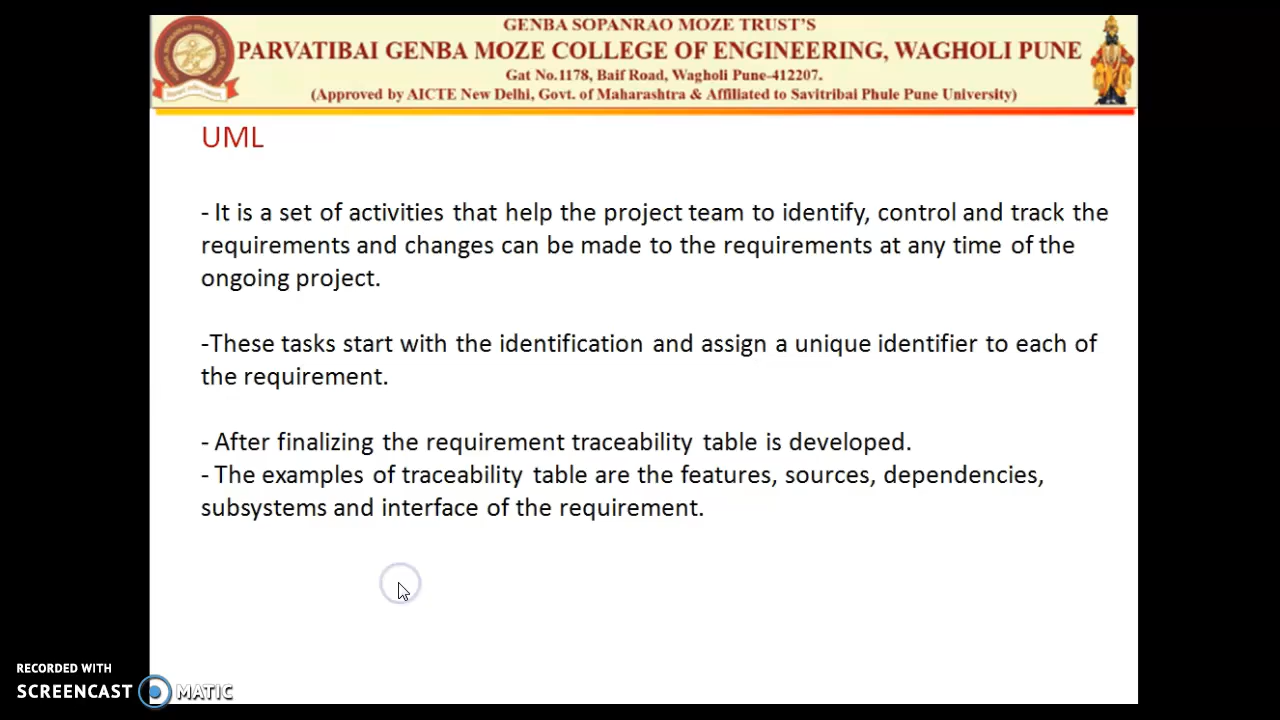 GENBA SOPANRAO MOZE TRUST'S
PARVATIBAI GENBA MOZE COLLEGE OF ENGINEERING, WAGHOLI PUNE
Gat No.1178, Baif Road, Wagholi Pune-412207.
(Approved by AICTE New Delhi, Govt. of Maharashtra & Affiliated to Savitribai Phule Pune University)
UML
- It is a set of activities that help the project team to identify, control and track the
requirements and changes can be made to the requirements at any time of the
ongoing project.
-These tasks start with the identification and assign a unique identifier to each of
the requirement.
- After finalizing the requirement traceability table is developed.
- The examples of traceability table are the features, sources, dependencies,
subsystems and interface of the requirement.
RECORDED WITH
SCREENCAST MATIC